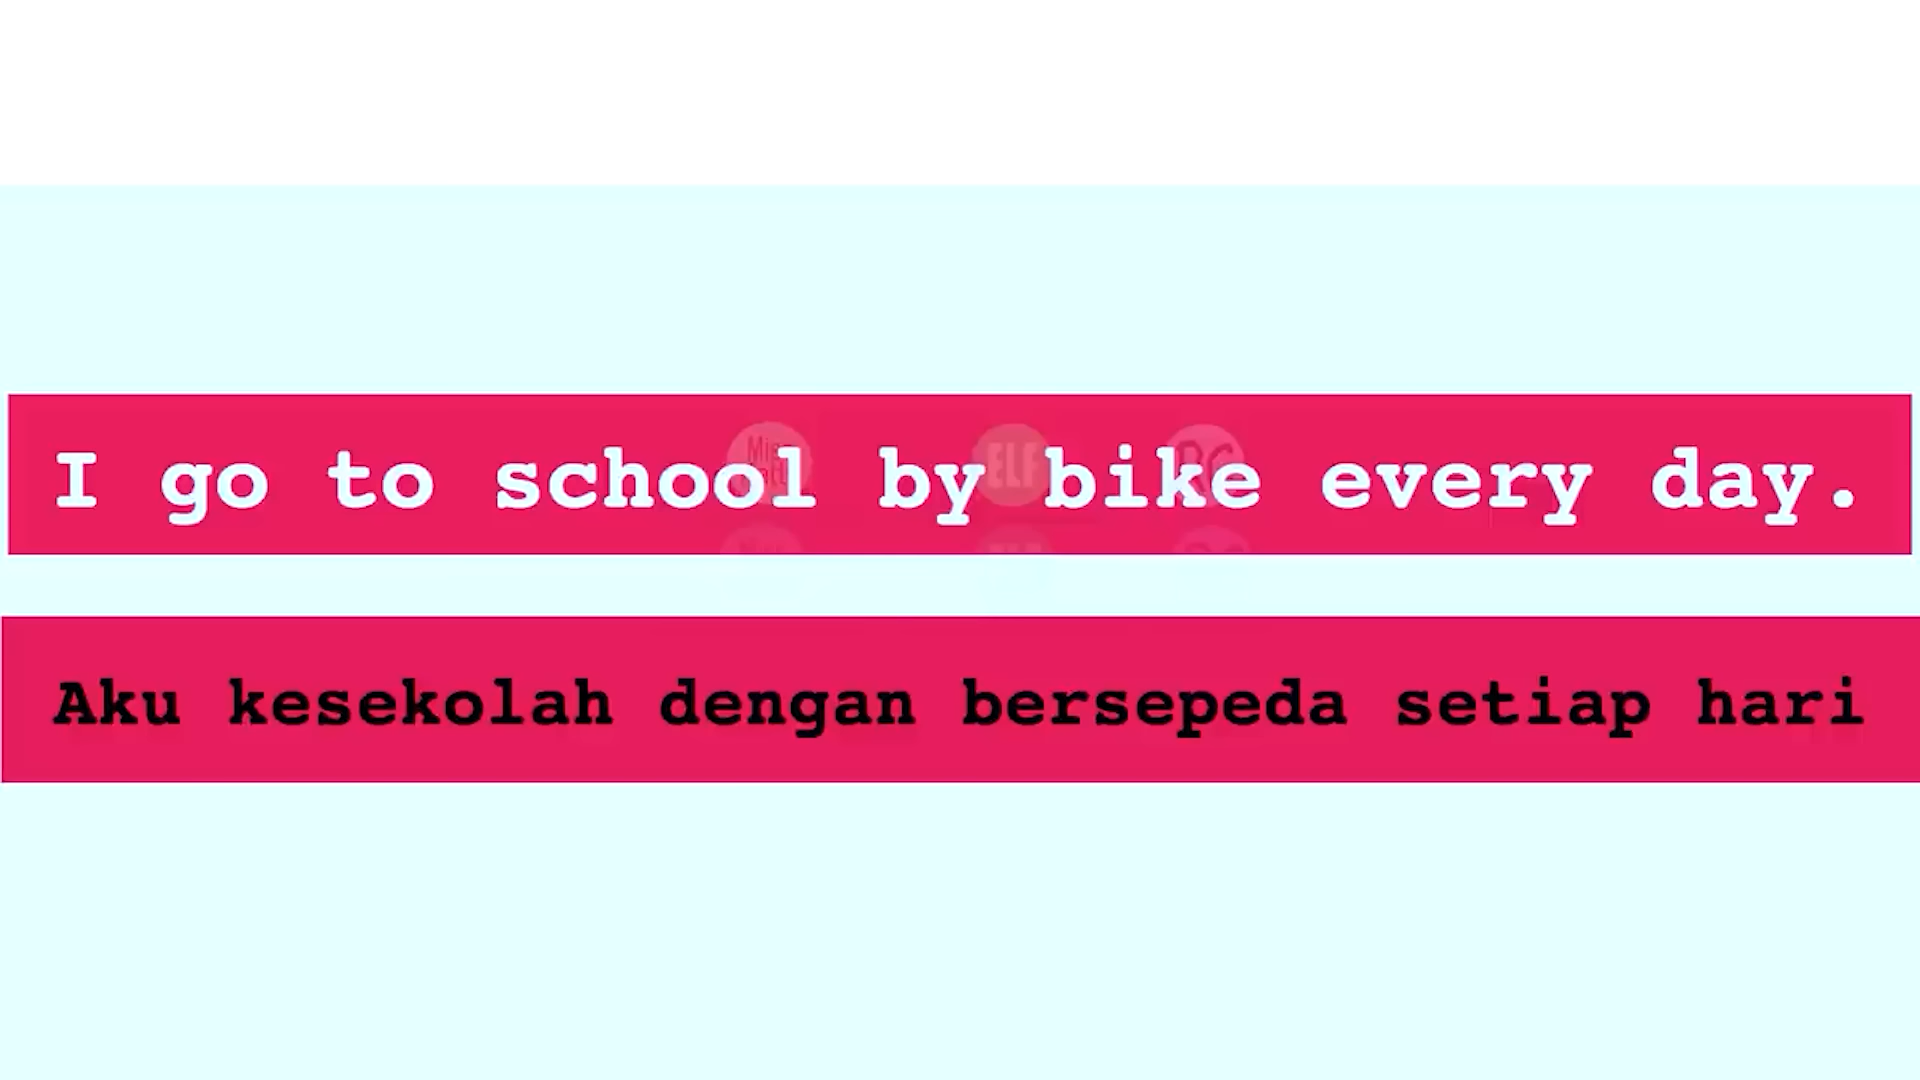 I go to school by bike every day.
Aku kesekolah dengan bersepeda setiap hari